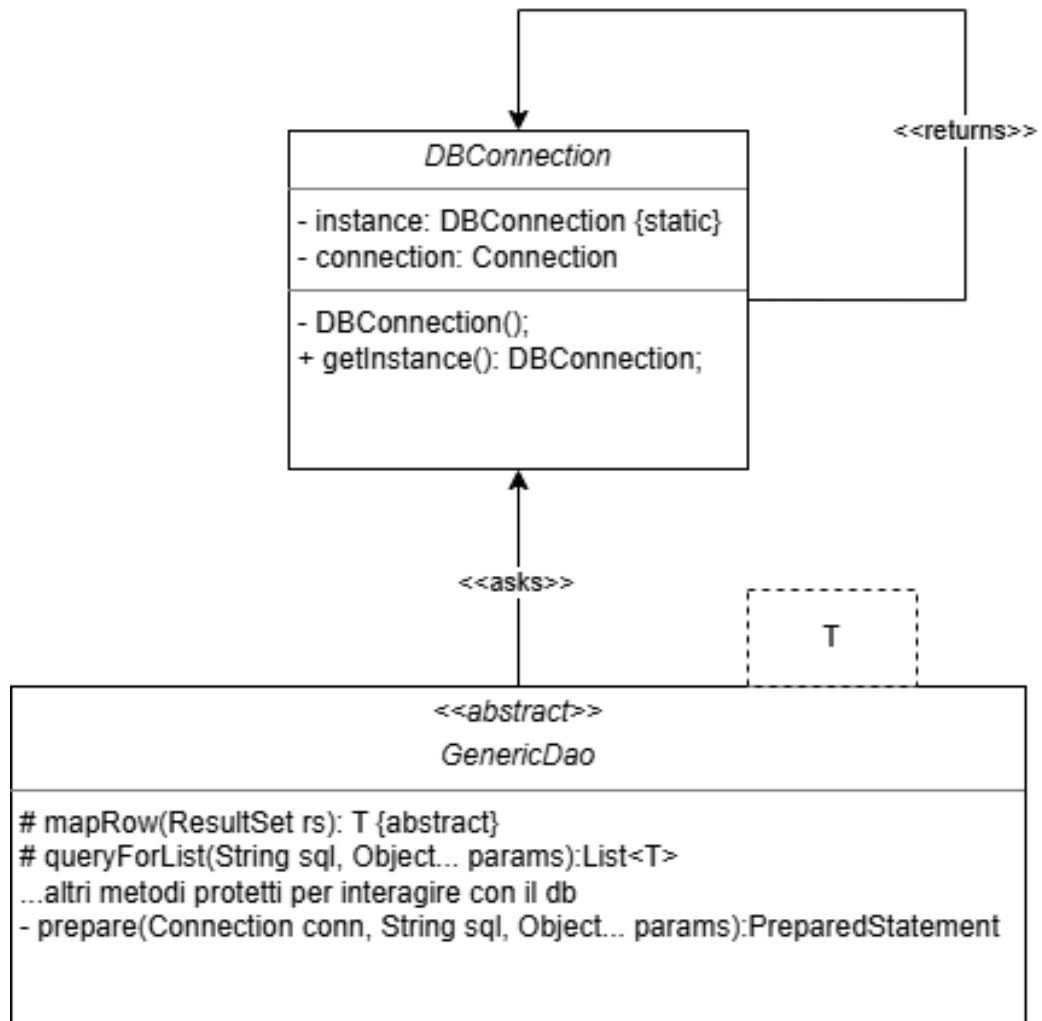 <<returns>>
DBConnection
- instance: DBConnection {static}
- connection: Connection
- DBConnection();
+ getInstance(): DBConnection;
<<asks>>
T
<<abstract>>
GenericDao
# mapRow(ResultSet rs): T {abstract}
# queryForList(String sql, Object... params):List<T>
...altri metodi protetti per interagire con il db
- prepare(Connection conn, String sql, Object... params):PreparedStatement